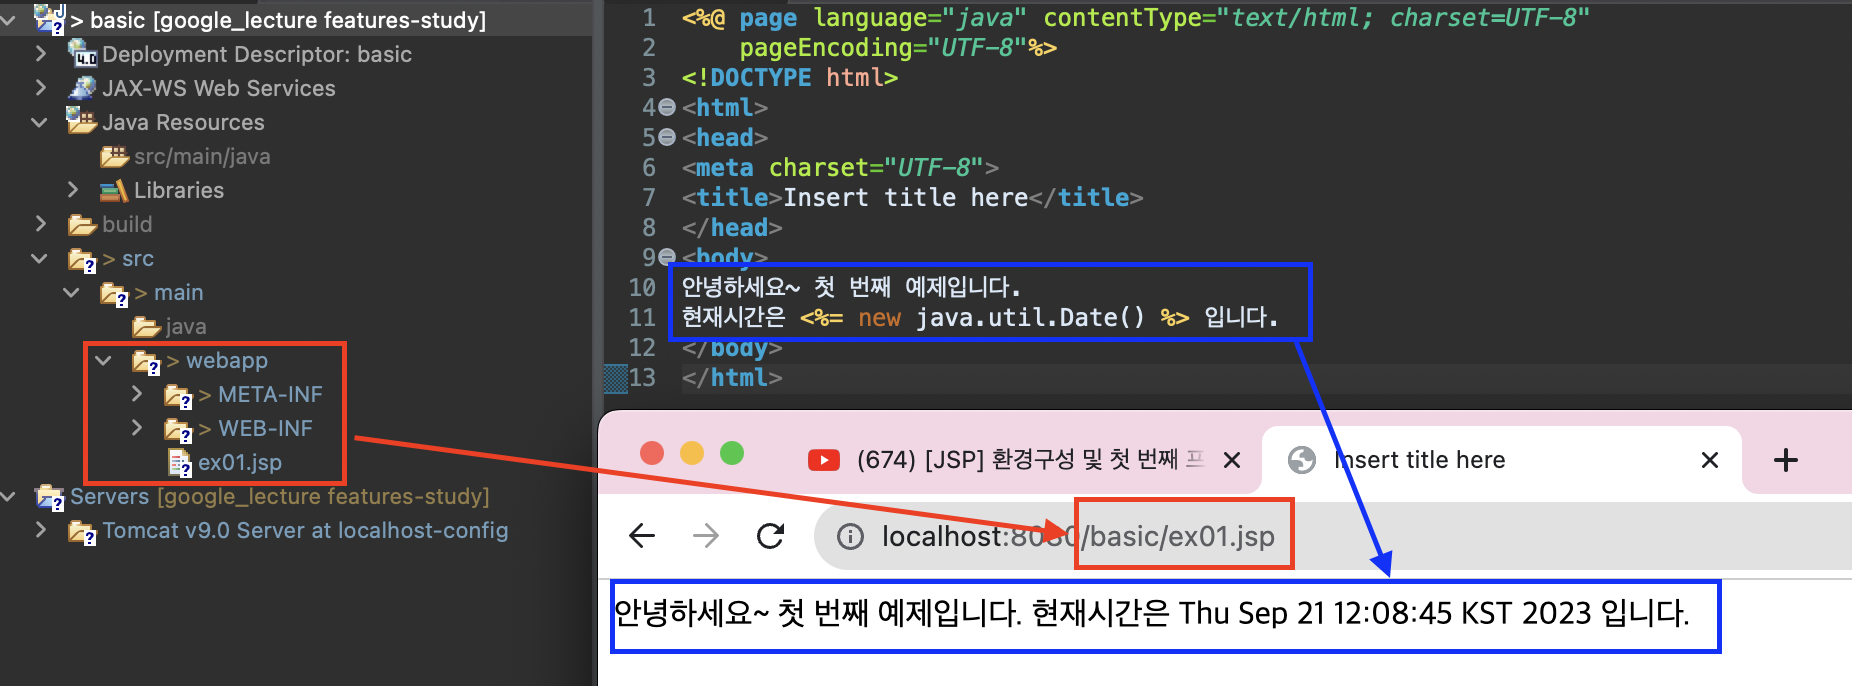 > basic [google_lecture features-study]
Deployment Descriptor: basic
JAX-WS Web Services
Java Resources
src/main/java
Libraries
build
> src
> main
java
> webapp
> META-INF
> WEB-INF
ex01.jsp
Servers [google_lecture features-study]
Tomcat v9.0 Server at localhost-config
1 <%@ page language="java" contentType="text/html; charset=UTF-8"
2 pageEncoding="UTF-8"%>
3 <!DOCTYPE html>
4 <html>
5 <head>
6 <meta charset="UTF-8">
7 <title>Insert title here</title>
8 </head>
9 <body>
10 안녕하세요~ 첫 번째 예제입니다.
11 현재시간은 <%= new java.util.Date() %> 입니다.
12 </body>
13 </html>
(674) [JSP] 환경구성 및 첫 번째 프
Insert title here
localhost:8080/basic/ex01.jsp
안녕하세요~ 첫 번째 예제입니다. 현재시간은 Thu Sep 21 12:08:45 KST 2023 입니다.